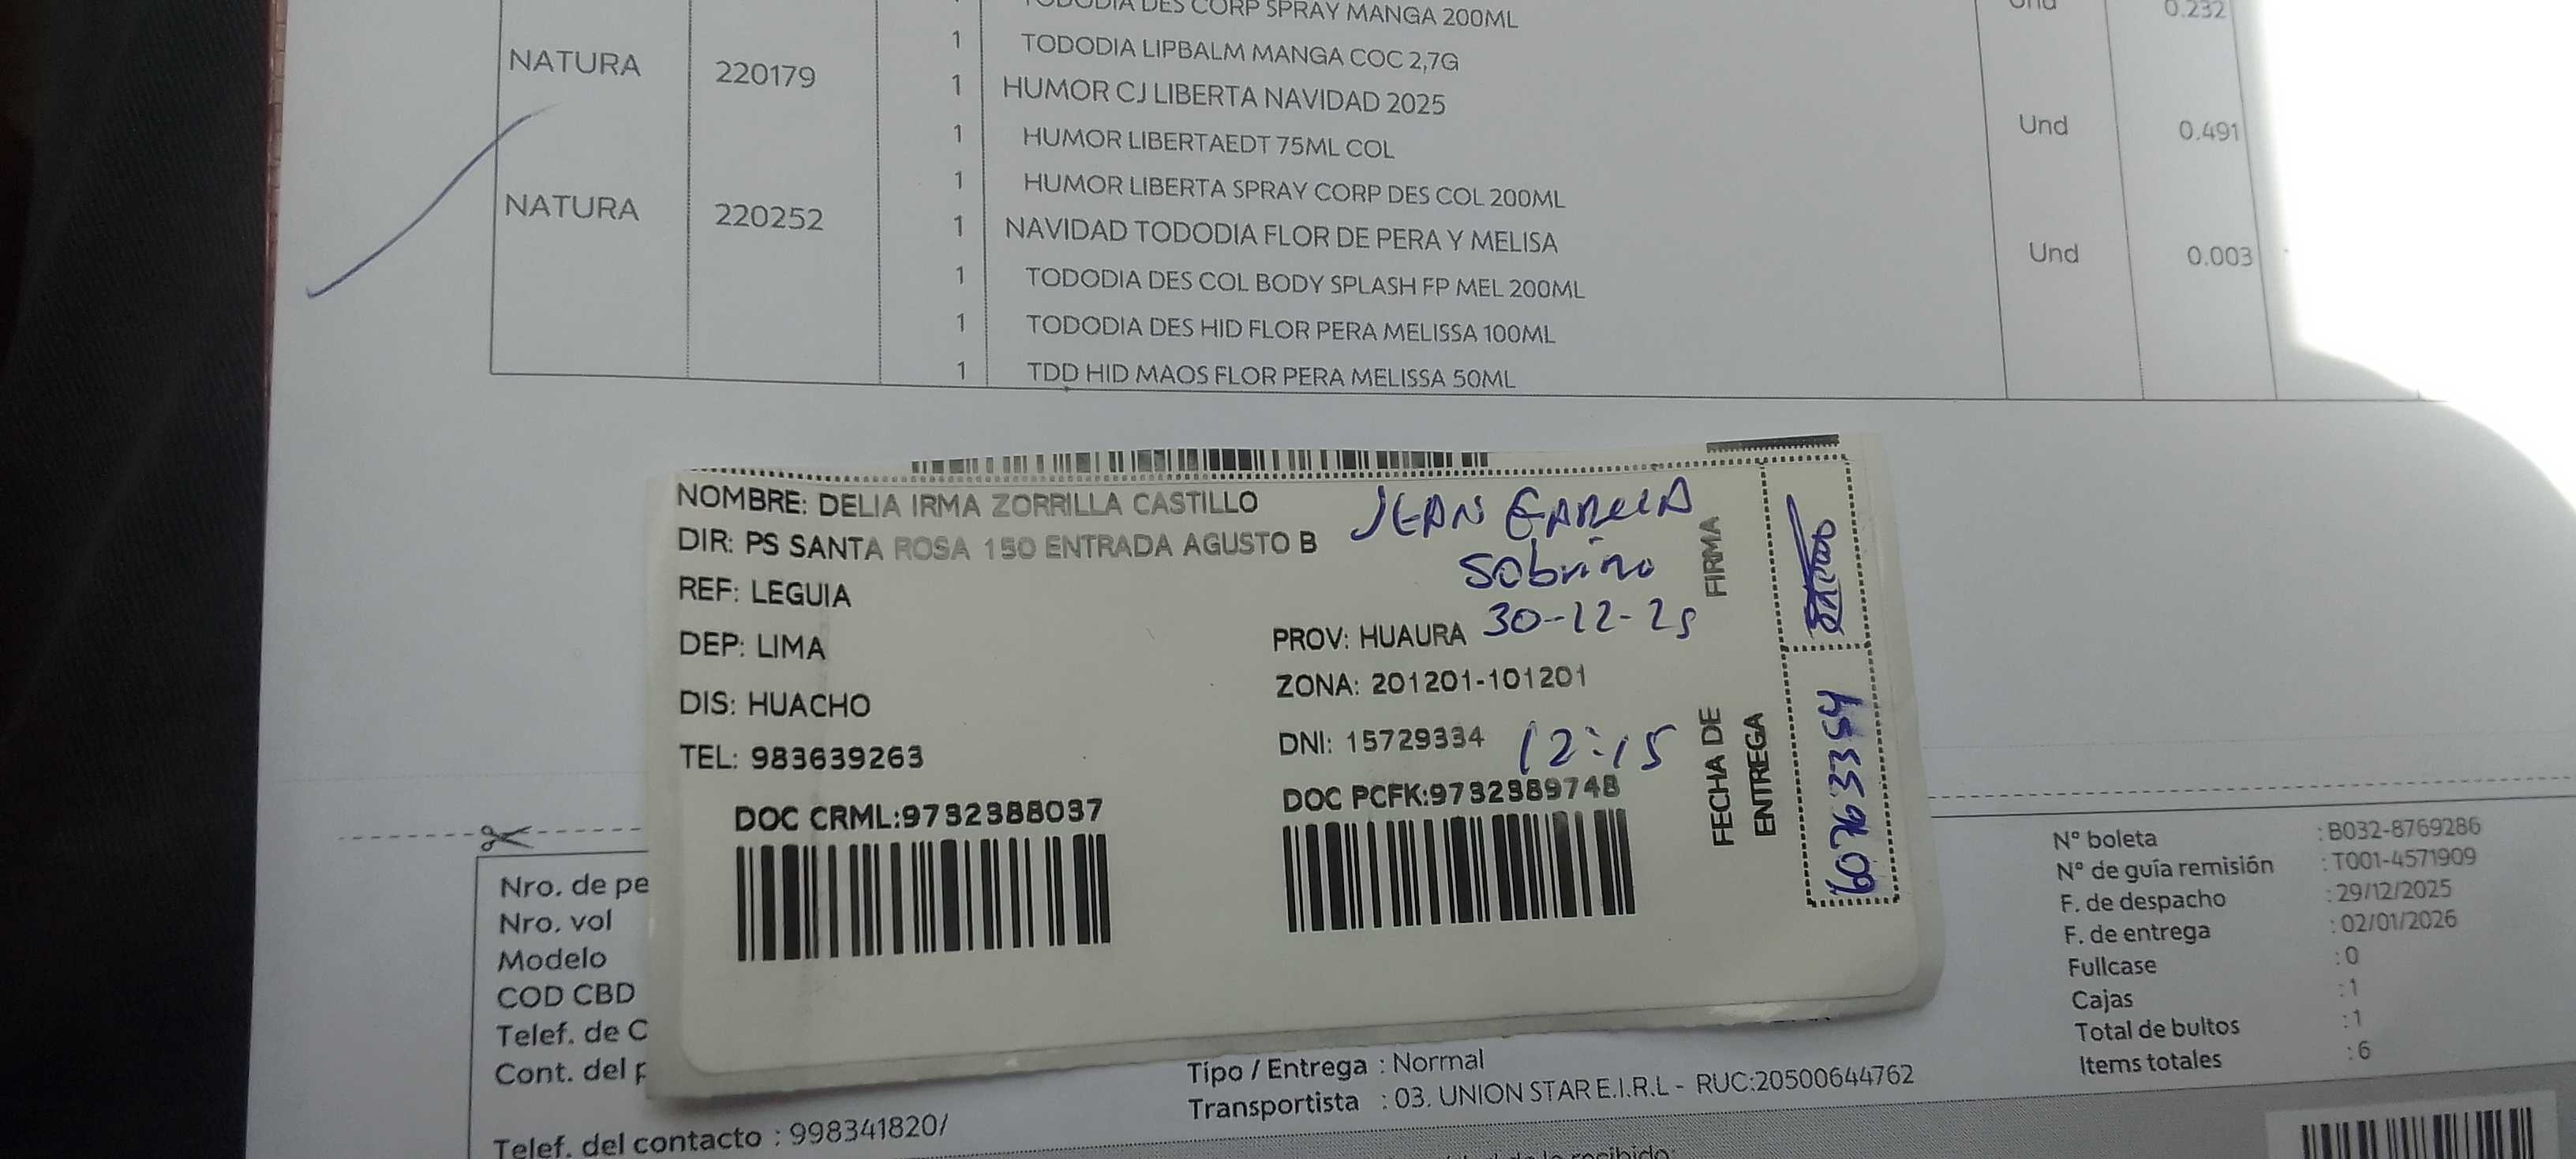 TODODIA DES CORP SPRAY MANGA 200ML Und 0.232
1 TODODIA LIPBALM MANGA COC 2,7G
NATURA 220179 1 HUMOR CJ LIBERTA NAVIDAD 2025 Und 0.491
1 HUMOR LIBERTAEDT 75ML COL
1 HUMOR LIBERTA SPRAY CORP DES COL 200ML
NATURA 220252 1 NAVIDAD TODODIA FLOR DE PERA Y MELISA Und 0.003
1 TODODIA DES COL BODY SPLASH FP MEL 200ML
1 TODODIA DES HID FLOR PERA MELISSA 100ML
1 TDD HID MAOS FLOR PERA MELISSA 50ML
NOMBRE: DELIA IRMA ZORRILLA CASTILLO
JEAN GARCIA
DIR: PS SANTA ROSA 150 ENTRADA AGUSTO B
Sobrino
REF: LEGUIA
30-12-25
DEP: LIMA
PROV: HUAURA
ZONA: 201201-101201
DIS: HUACHO
DNI: 15729334
12:15
TEL: 983639263
DOC CRML:9732388037
DOC PCFK:9732389748
FIRMA
FECHA DE
ENTREGA
60763354
Nro. de pe
Nro. vol
Modelo
COD CBD
Telef. de C
Cont. del p
Telef. del contacto : 998341820/
Tipo / Entrega : Normal
Transportista : 03. UNION STAR E.I.R.L - RUC:20500644762
N° boleta : B032-8769286
N° de guía remisión : T001-4571909
F. de despacho : 29/12/2025
F. de entrega : 02/01/2026
Fullcase : 0
Cajas : 1
Total de bultos : 1
Items totales : 6